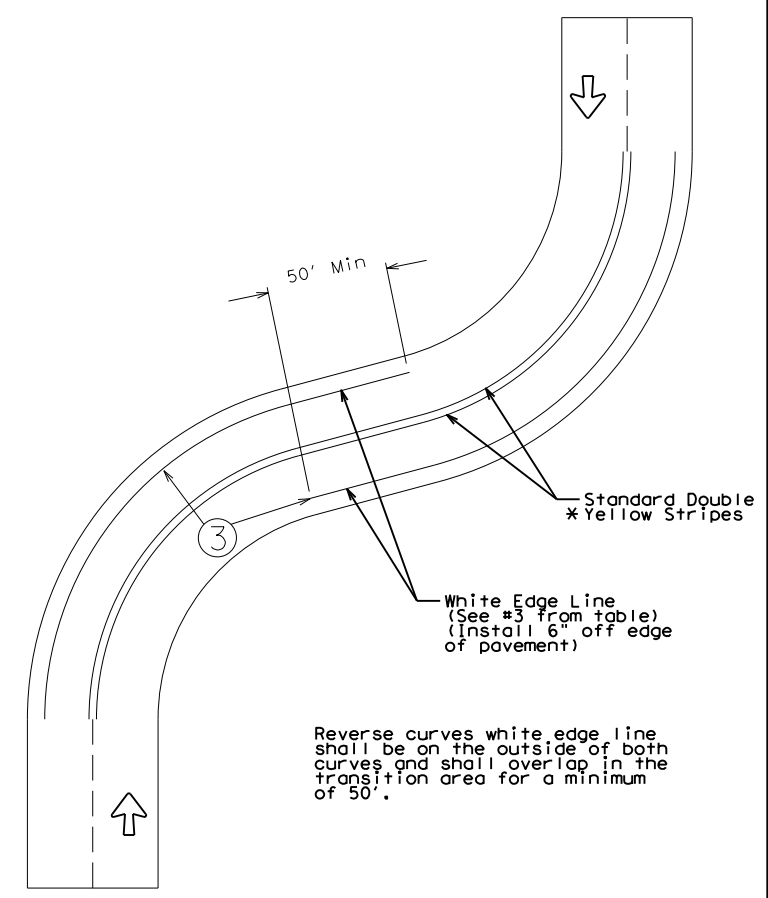 50' Min
Standard Double
* Yellow Stripes
3
White Edge Line
(See #3 from table)
(Install 6" off edge
of pavement)
Reverse curves white edge line
shall be on the outside of both
curves and shall overlap in the
transition area for a minimum
of 50'.